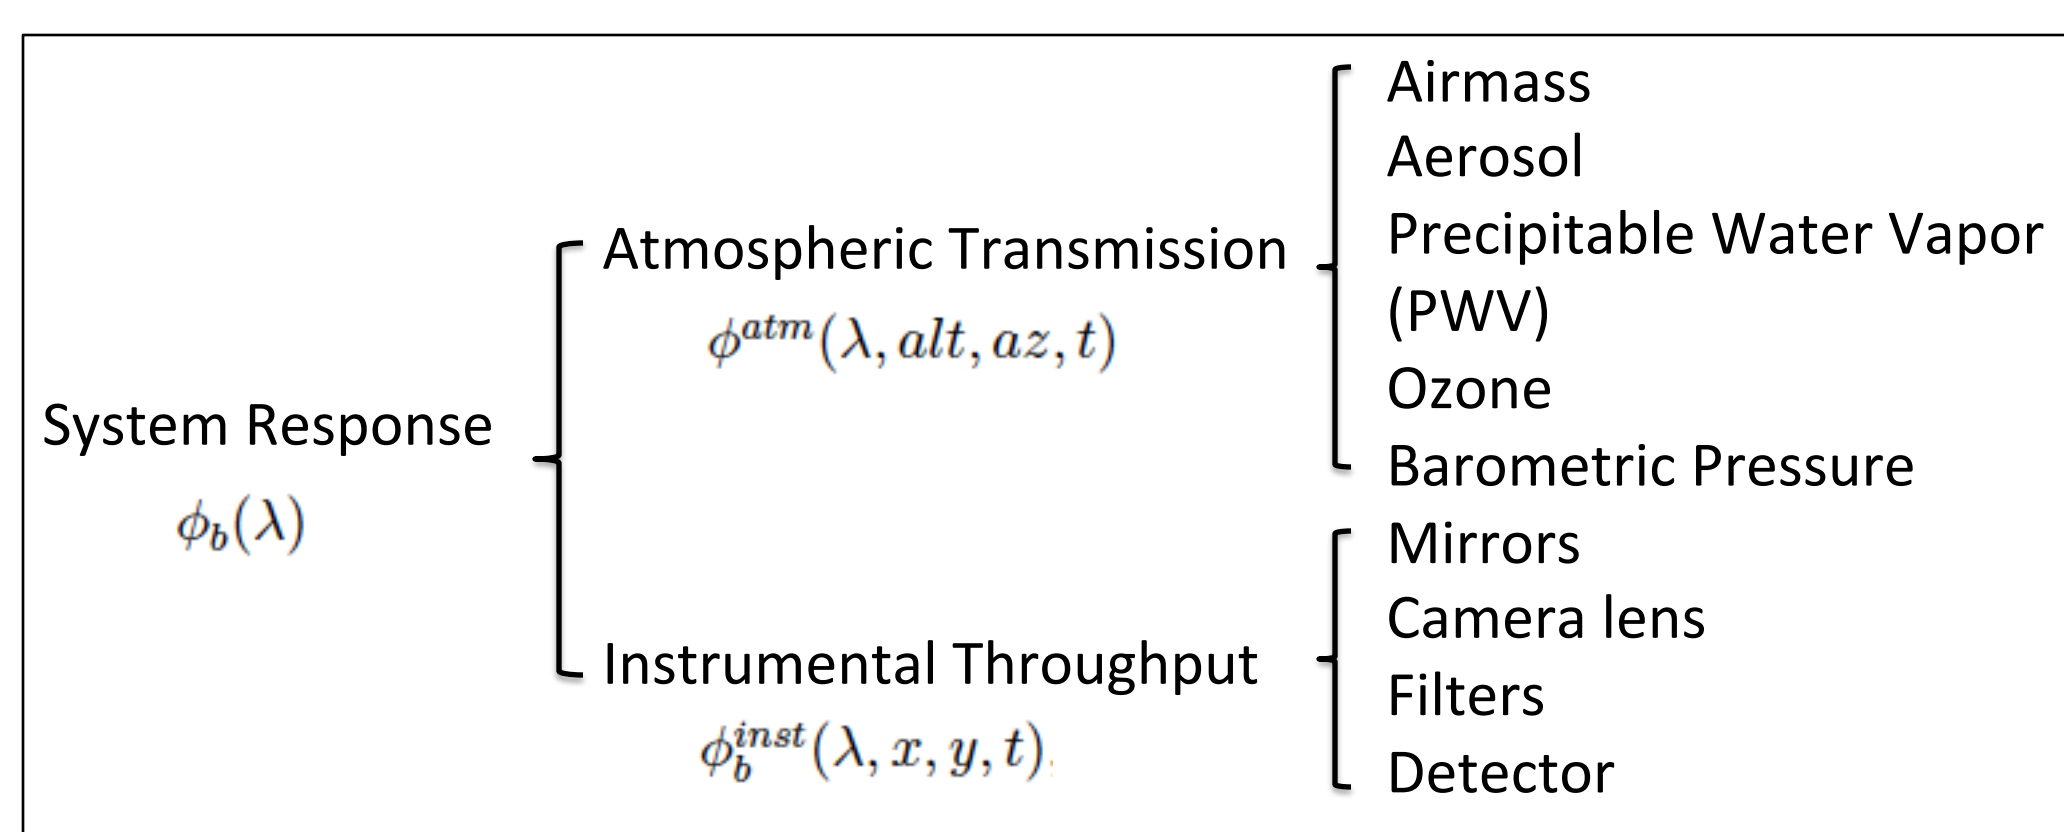 System Response
ϕ_b(λ)
Atmospheric Transmission
ϕ^{atm}(λ, alt, az, t)
Airmass
Aerosol
Precipitable Water Vapor
(PWV)
Ozone
Barometric Pressure
Instrumental Throughput
ϕ_b^{inst}(λ, x, y, t)
Mirrors
Camera lens
Filters
Detector